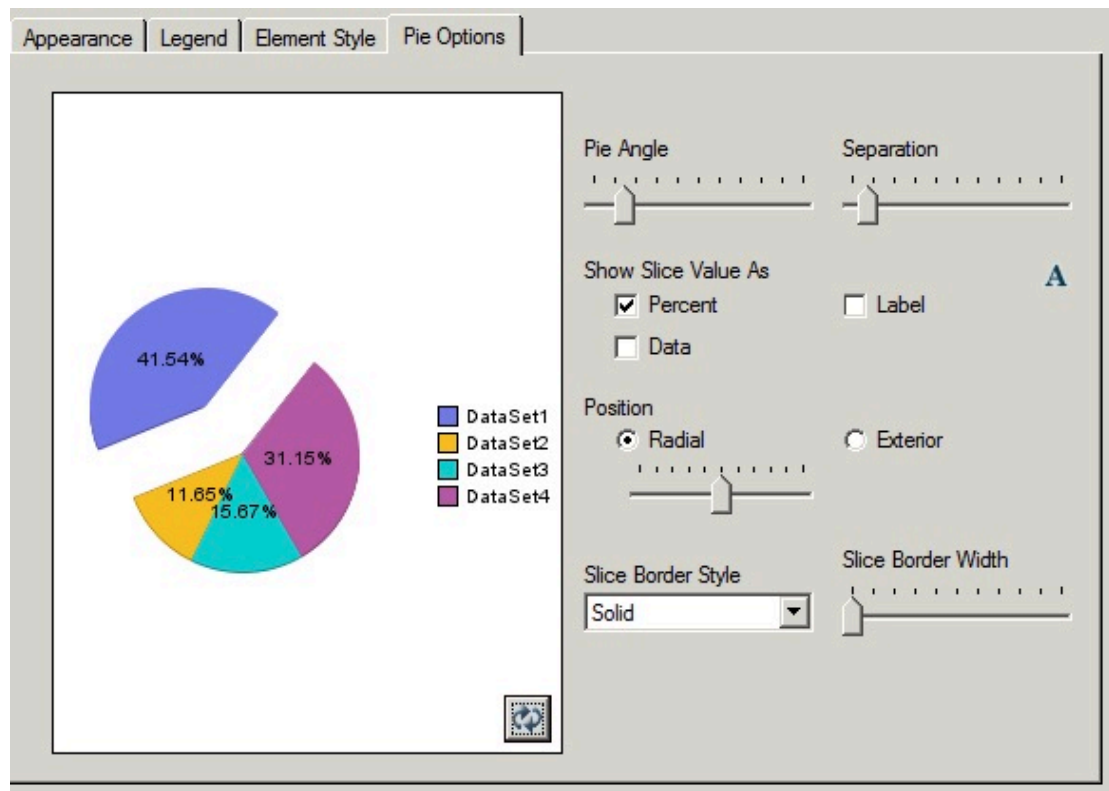 Appearance Legend Element Style Pie Options
Pie Angle Separation
Show Slice Value As A
Percent Label
Data
41.54%
Position
Radial Exterior
DataSet1
DataSet2
DataSet3
DataSet4
31.15%
11.65%
15.67%
Slice Border Style Slice Border Width
Solid